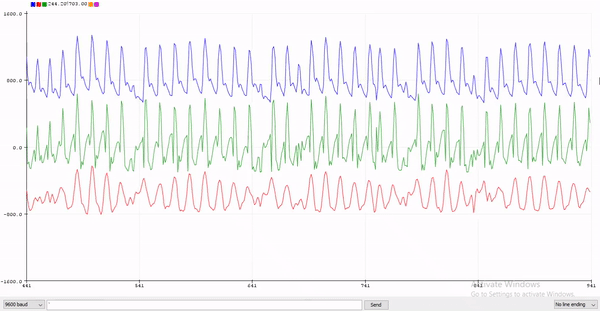 244.20|703.00
1600.0
800.0
0.0
-800.0
-1600.0
441 541 641 741 841 941
Activate Windows
Go to Settings to activate Windows.
9600 baud Send No line ending